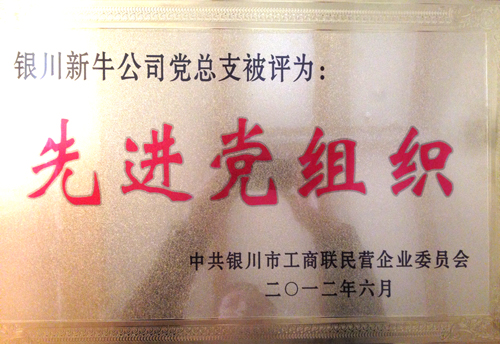 银川新牛公司党总支被评为：
先进党组织
中共银川市工商联民营企业委员会
二〇一二年六月